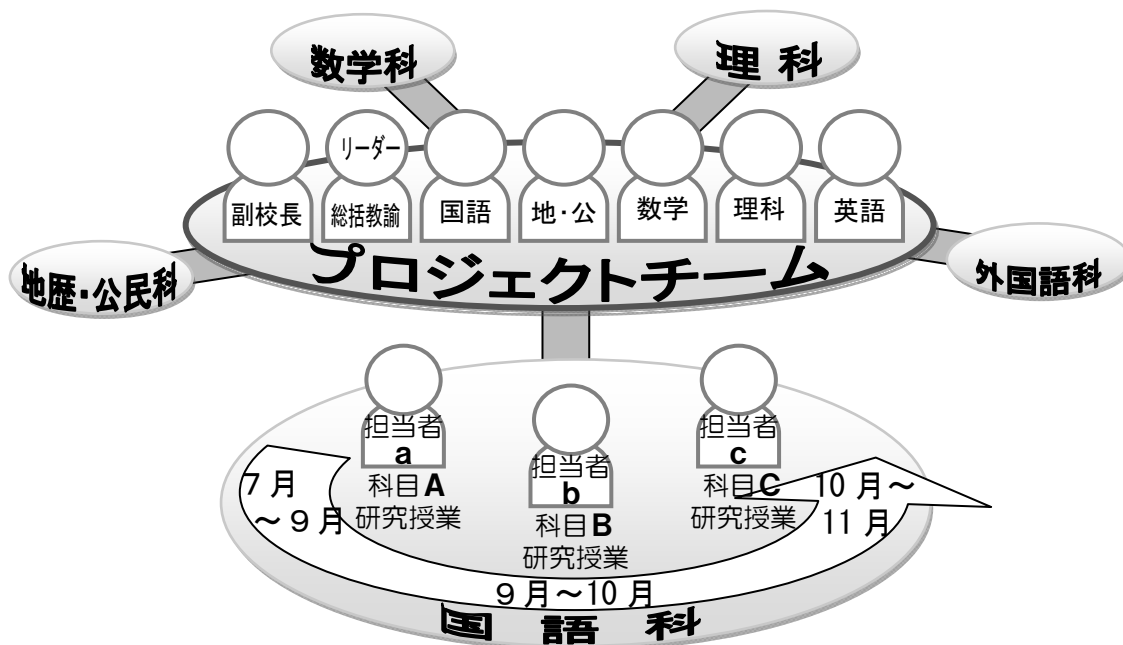 数学科
理科
リーダー
副校長
総括教諭
国語
地・公
数学
理科
英語
プロジェクトチーム
地歴・公民科
外国語科
担当者
a
科目A
研究授業
担当者
b
科目B
研究授業
担当者
c
科目C
研究授業
7月
～9月
9月～10月
10月～
11月
国語科